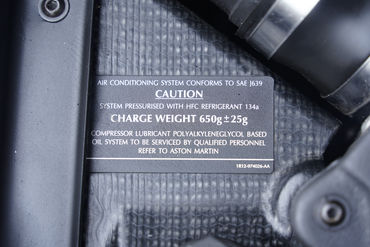 AIR CONDITIONING SYSTEM CONFORMS TO SAE J639
CAUTION
SYSTEM PRESSURISED WITH HFC REFRIGERANT 134a
CHARGE WEIGHT 650g±25g
COMPRESSOR LUBRICANT POLYALKYLENEGLYCOL BASED
OIL SYSTEM TO BE SERVICED BY QUALIFIED PERSONNEL
REFER TO ASTON MARTIN
1R12-074026-AA